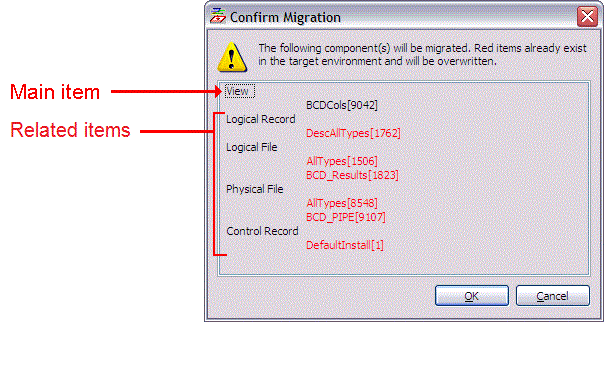 Confirm Migration
The following component(s) will be migrated. Red items already exist
in the target environment and will be overwritten.
Main item
View
BCDCols[9042]
Related items
Logical Record
DescAllTypes[1762]
Logical File
AllTypes[1506]
BCD_Results[1823]
Physical File
AllTypes[8548]
BCD_PIPE[9107]
Control Record
DefaultInstall[1]
OK
Cancel